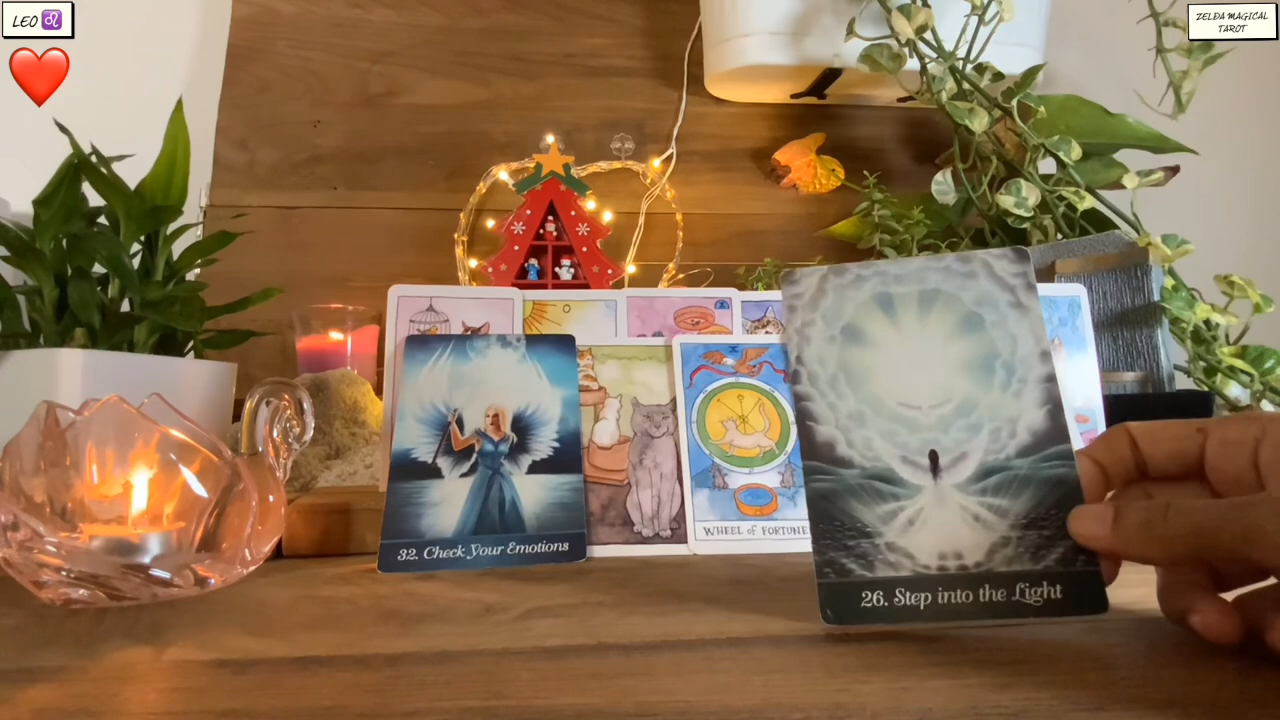 LEO ♌
ZELDA MAGICAL
TAROT
32. Check Your Emotions
WHEEL of FORTUNE
26. Step into the Light